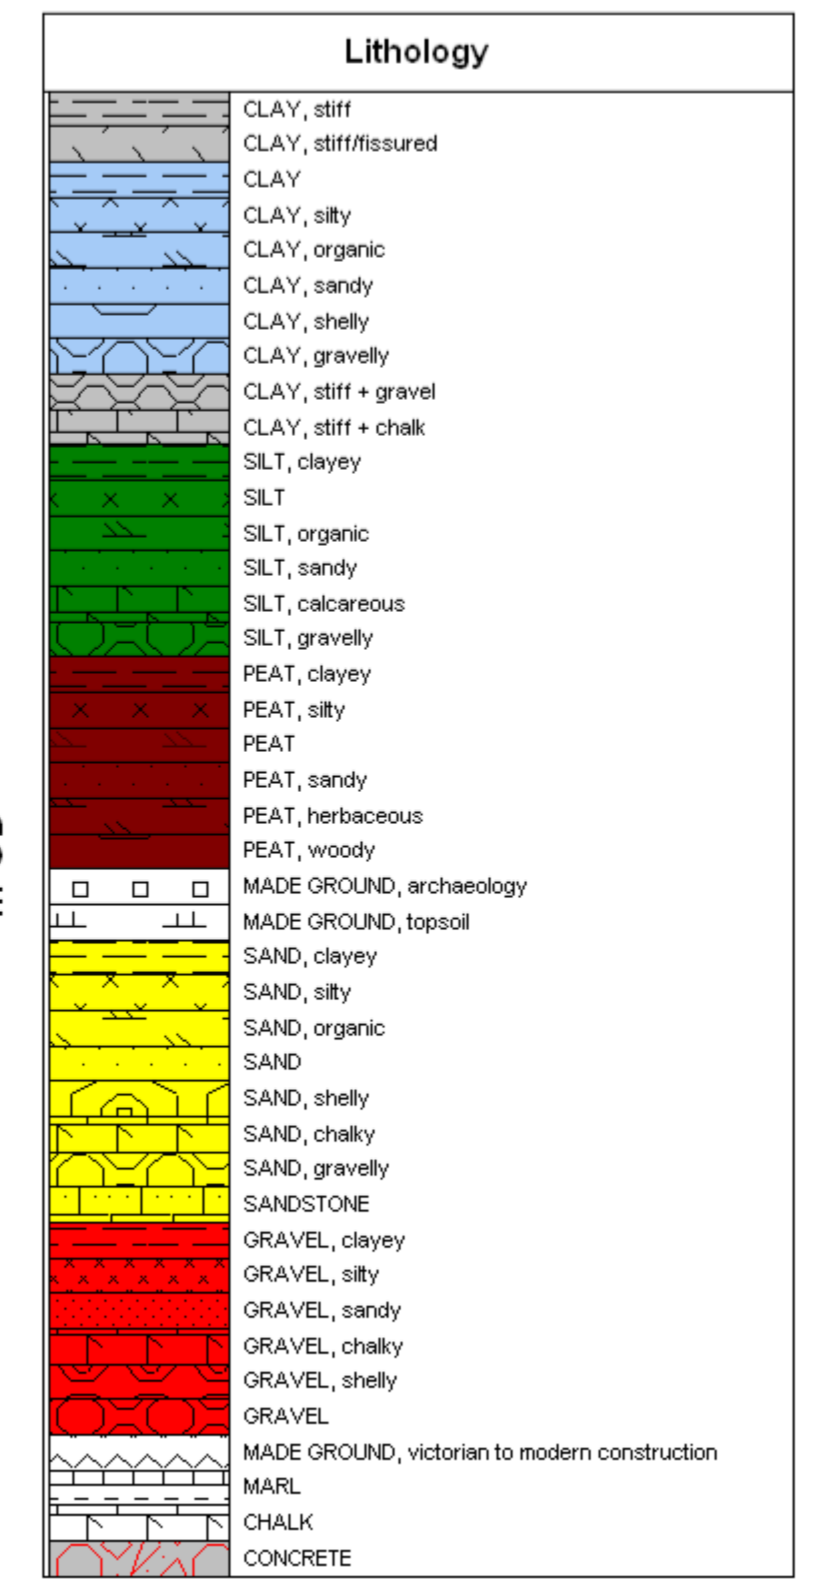 Lithology
CLAY, stiff
CLAY, stiff/fissured
CLAY
CLAY, silty
CLAY, organic
CLAY, sandy
CLAY, shelly
CLAY, gravelly
CLAY, stiff + gravel
CLAY, stiff + chalk
SILT, clayey
SILT
SILT, organic
SILT, sandy
SILT, calcareous
SILT, gravelly
PEAT, clayey
PEAT, silty
PEAT
PEAT, sandy
PEAT, herbaceous
PEAT, woody
MADE GROUND, archaeology
MADE GROUND, topsoil
SAND, clayey
SAND, silty
SAND, organic
SAND
SAND, shelly
SAND, chalky
SAND, gravelly
SANDSTONE
GRAVEL, clayey
GRAVEL, silty
GRAVEL, sandy
GRAVEL, chalky
GRAVEL, shelly
GRAVEL
MADE GROUND, victorian to modern construction
MARL
CHALK
CONCRETE